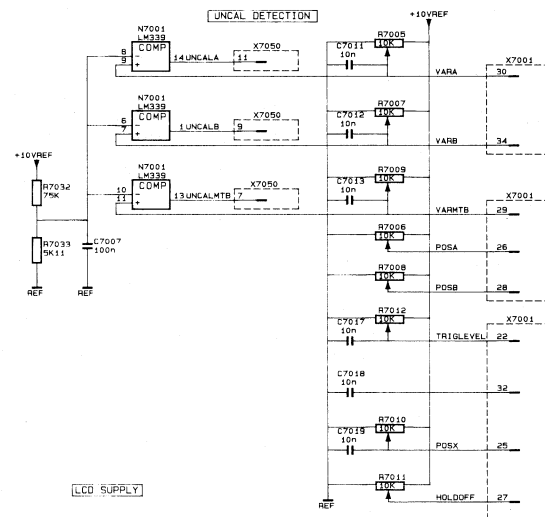 UNCAL DETECTION
+10VREF
N7001
LM339
COMP
8
9
14 UNCALA
X7050
11
C7011
10n
R7005
10K
VARA
X7001
30
N7001
LM339
COMP
6
7
1 UNCALB
X7050
9
C7012
10n
R7007
10K
VARB
34
+10VREF
R7032
75K
N7001
LM339
COMP
10
11
13 UNCALMTB
X7050
7
C7013
10n
R7009
10K
VARMTB
X7001
29
R7033
5K11
C7007
100n
REF
REF
R7006
10K
POSA
26
R7008
10K
POSB
28
C7017
10n
R7012
10K
TRIGLEVEL
X7001
22
C7018
10n
32
C7019
10n
R7010
10K
POSX
25
R7011
10K
HOLDOFF
27
REF
LCD SUPPLY